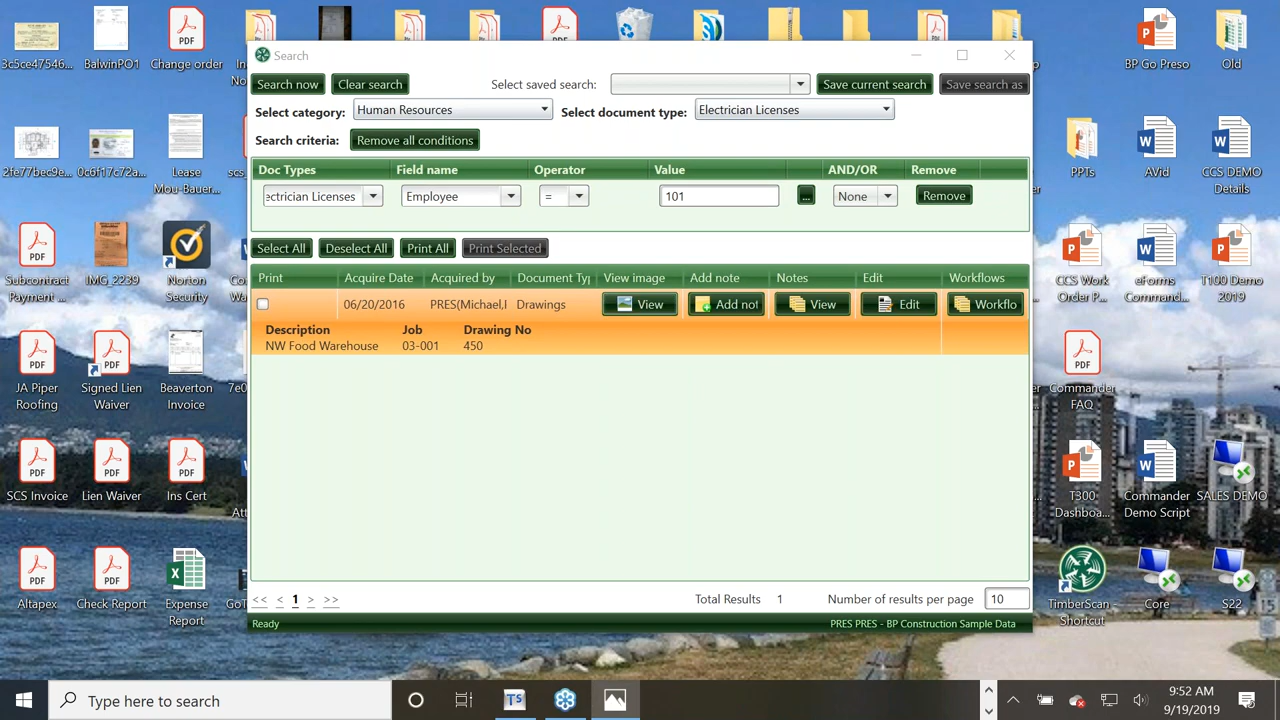 3c5ce47546...
BalwinPO1
Change order
BP Go Preso
Old
Search
Search now
Clear search
Select saved search:
Save current search
Save search as
Select category:
Human Resources
Select document type:
Electrician Licenses
Search criteria:
Remove all conditions
Doc Types
Field name
Operator
Value
AND/OR
Remove
ectrician Licenses
Employee
=
101
...
None
Remove
2fe77bec9e...
0c6f17c72a...
Lease
Mou-Bauer...
PPTs
AVid
CCS DEMO
Details
Select All
Deselect All
Print All
Print Selected
Print
Acquire Date
Acquired by
Document Typ
View image
Add note
Notes
Edit
Workflows
06/20/2016
Drawings
View
Add not
View
Edit
Workflo
Description
Job
Drawing No
NW Food Warehouse
03-001
450
Subcontract
Payment ...
IMG_2239
Norton
Security
CCS Work
Order P...
eForms
Command...
T100 Demo
2019
JA Piper
Roofing
Signed Lien
Waiver
Beaverton
Invoice
Commander
FAQ
SCS Invoice
Lien Waiver
Ins Cert
T300
Dashboa...
Commander
Demo Script
SALES DEMO
Altapex
Check Report
Expense
Report
TimberScan -
Shortcut
Core
S22
<<
<
1
>
>>
Total Results
1
Number of results per page
10
Ready
PRES PRES - BP Construction Sample Data
Type here to search
TS
9:52 AM
9/19/2019